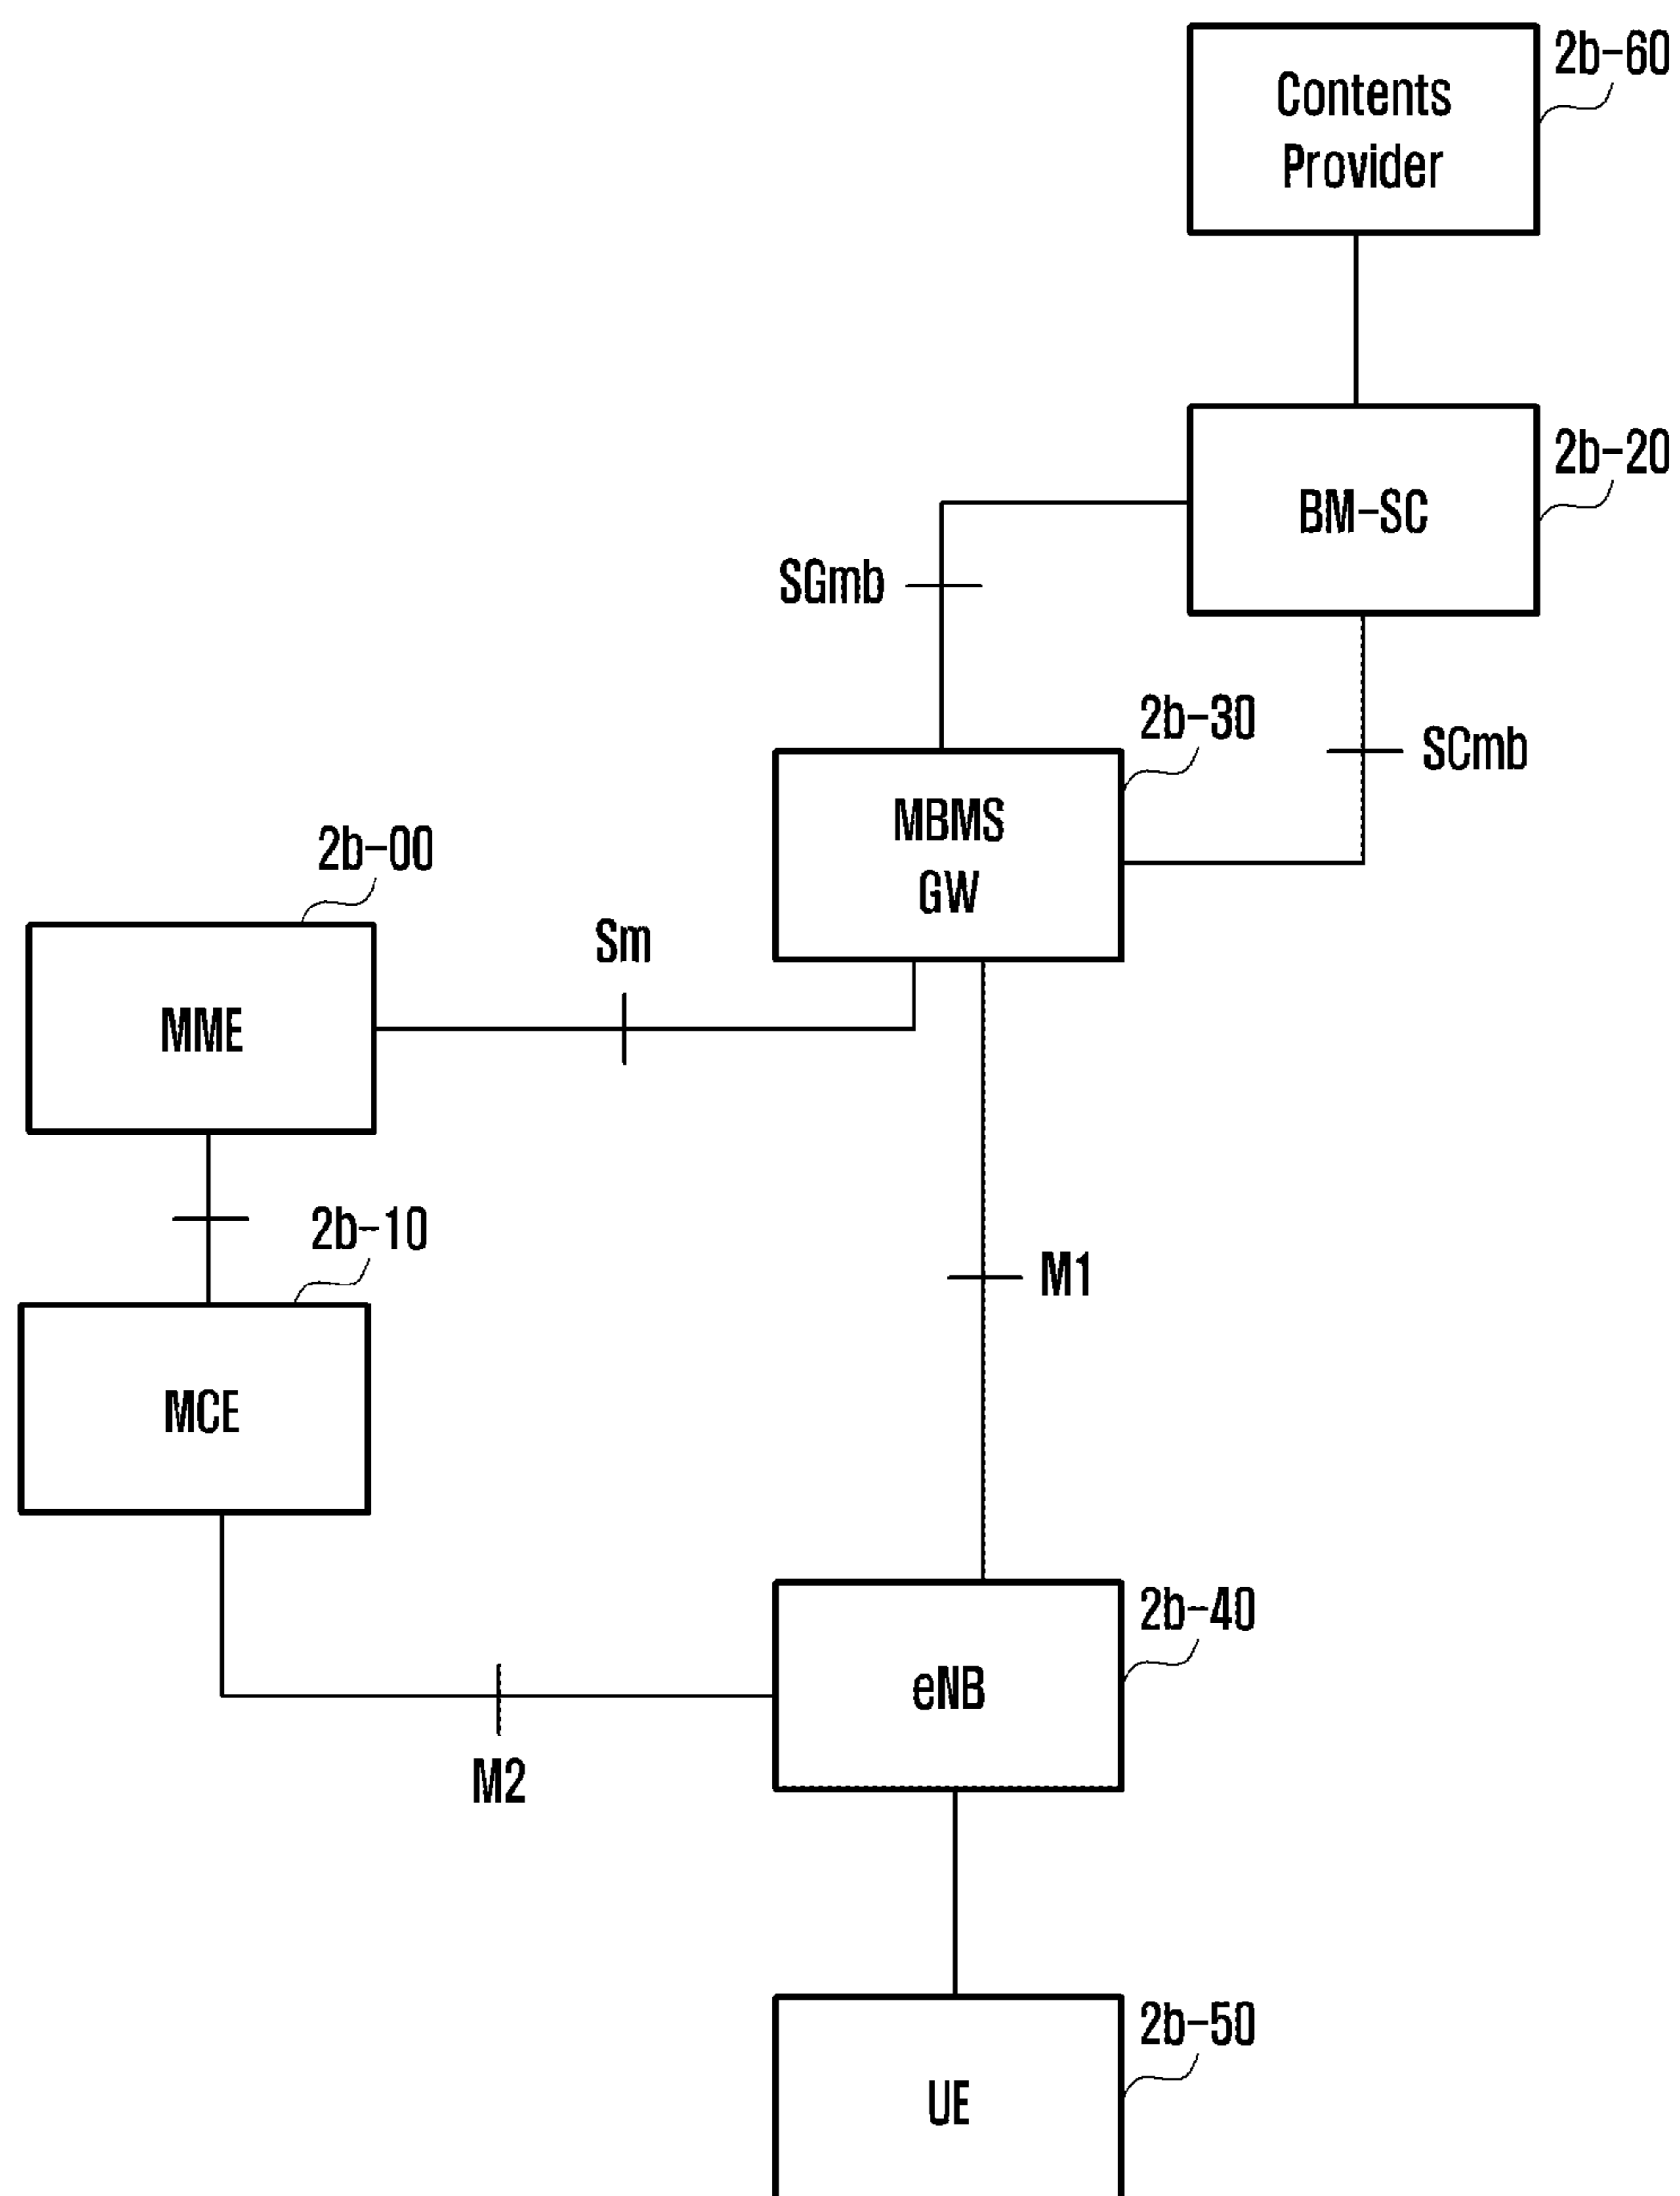 2b-60
Contents
Provider
2b-20
BM-SC
SGmb
2b-30
SCmb
MBMS
GW
2b-00
Sm
MME
2b-10
M1
MCE
2b-40
eNB
M2
2b-50
UE